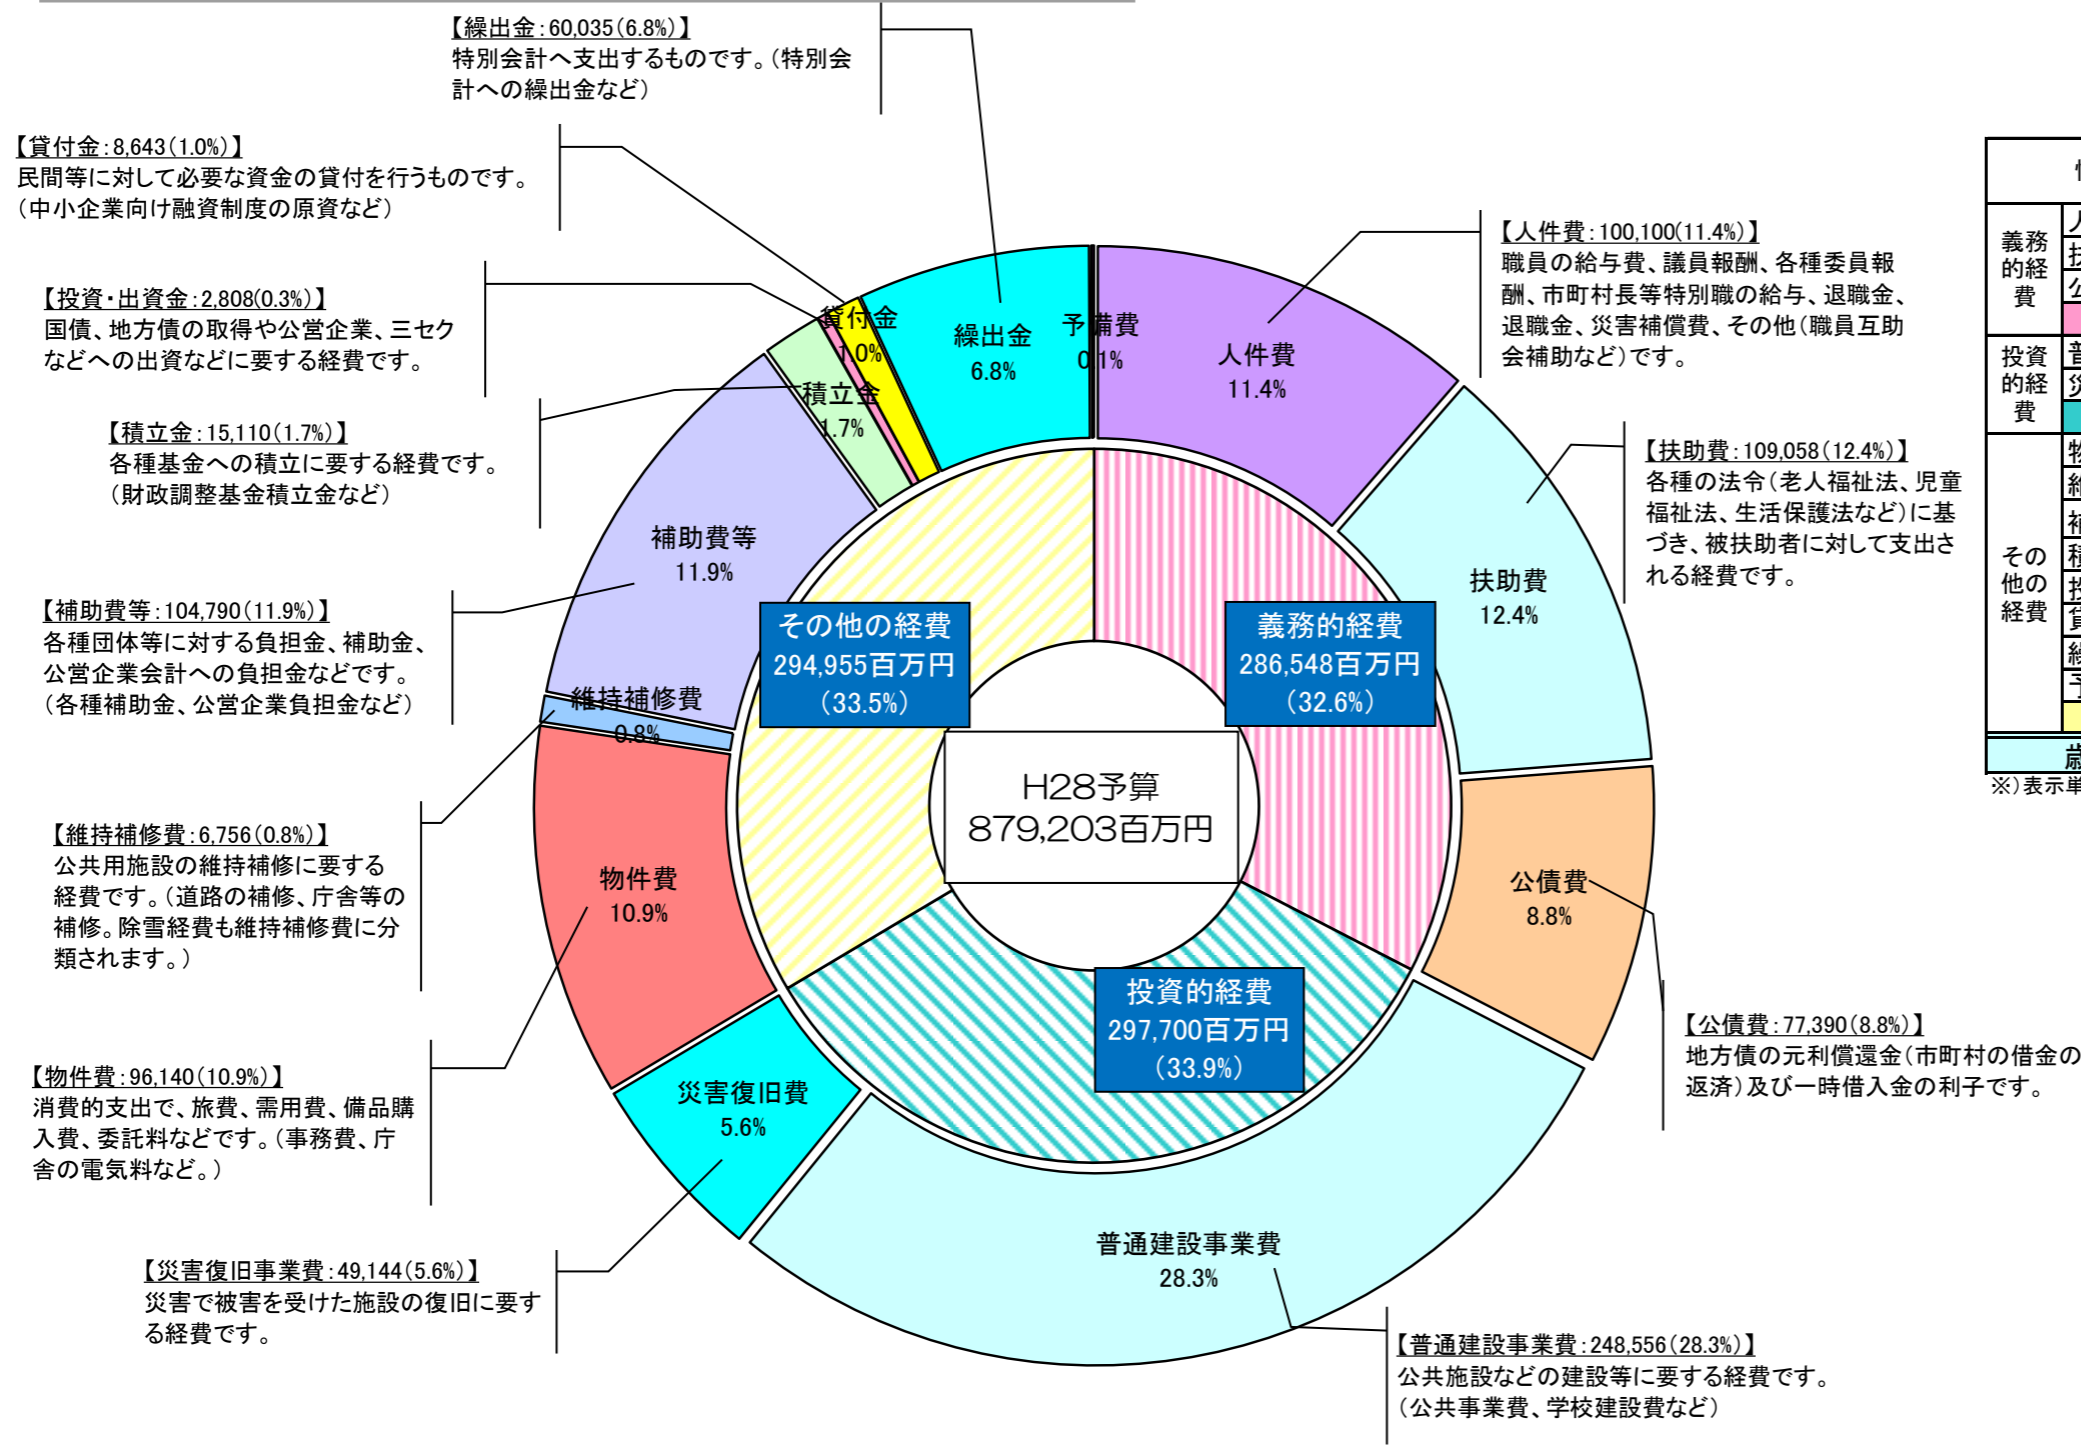 【繰出金:60,035(6.8%)】
特別会計へ支出するものです。(特別会
計への繰出金など)
【貸付金:8,643(1.0%)】
民間等に対して必要な資金の貸付を行うものです。
(中小企業向け融資制度の原資など)
【投資・出資金:2,808(0.3%)】
国債、地方債の取得や公営企業、三セク
などへの出資などに要する経費です。
【積立金:15,110(1.7%)】
各種基金への積立に要する経費です。
(財政調整基金積立金など)
【補助費等:104,790(11.9%)】
各種団体等に対する負担金、補助金、
公営企業会計への負担金などです。
(各種補助金、公営企業負担金など)
【維持補修費:6,756(0.8%)】
公共用施設の維持補修に要する
経費です。(道路の補修、庁舎等の
補修。除雪経費も維持補修費に分
類されます。)
【物件費:96,140(10.9%)】
消費的支出で、旅費、需用費、備品購
入費、委託料などです。(事務費、庁
舎の電気料など。)
【災害復旧事業費:49,144(5.6%)】
災害で被害を受けた施設の復旧に要す
る経費です。
貸付金
1.0%
積立金
1.7%
繰出金
6.8%
予備費
0.1%
人件費
11.4%
補助費等
11.9%
扶助費
12.4%
維持補修費
0.8%
物件費
10.9%
公債費
8.8%
災害復旧費
5.6%
普通建設事業費
28.3%
その他の経費
294,955百万円
(33.5%)
義務的経費
286,548百万円
(32.6%)
H28予算
879,203百万円
投資的経費
297,700百万円
(33.9%)
【人件費:100,100(11.4%)】
職員の給与費、議員報酬、各種委員報
酬、市町村長等特別職の給与、退職金、
退職金、災害補償費、その他(職員互助
会補助など)です。
【扶助費:109,058(12.4%)】
各種の法令(老人福祉法、児童
福祉法、生活保護法など)に基
づき、被扶助者に対して支出さ
れる経費です。
【公債費:77,390(8.8%)】
地方債の元利償還金(市町村の借金の
返済)及び一時借入金の利子です。
【普通建設事業費:248,556(28.3%)】
公共施設などの建設等に要する経費です。
(公共事業費、学校建設費など)
義務
的経
費
投資
的経
費
その
他の
経費
歳
※)表示単